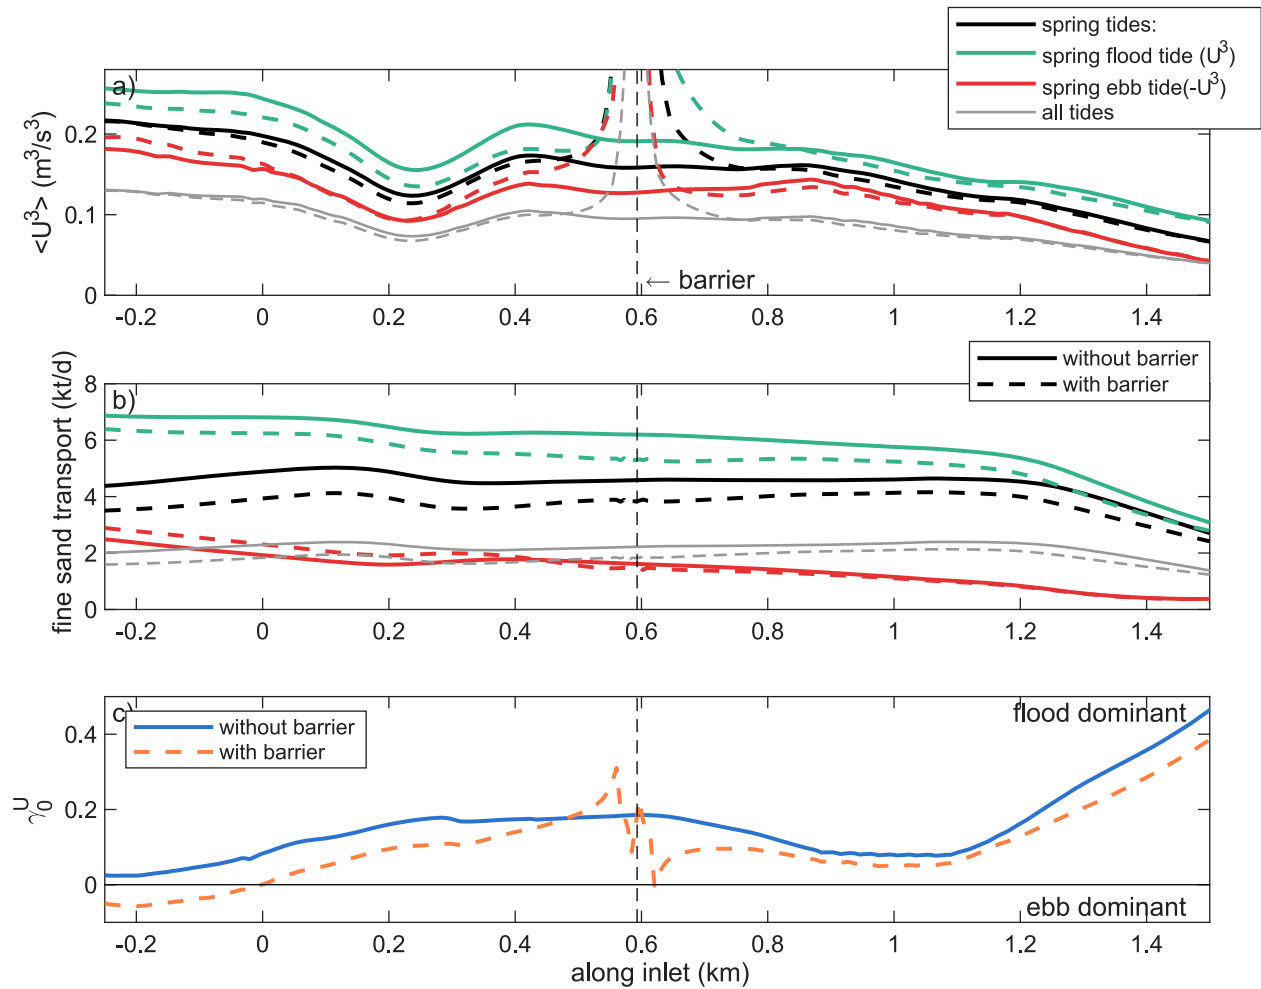 spring tides:
spring flood tide (U³)
spring ebb tide(-U³)
all tides
a)
<U³> (m³/s³)
0.2
0.1
0
← barrier
-0.2 0 0.2 0.4 0.6 0.8 1 1.2 1.4
without barrier
with barrier
b)
fine sand transport (kt/d)
8
6
4
2
0
-0.2 0 0.2 0.4 0.6 0.8 1 1.2 1.4
c)
without barrier
with barrier
flood dominant
γ₀ᵁ
0.4
0.2
0
ebb dominant
-0.2 0 0.2 0.4 0.6 0.8 1 1.2 1.4
along inlet (km)